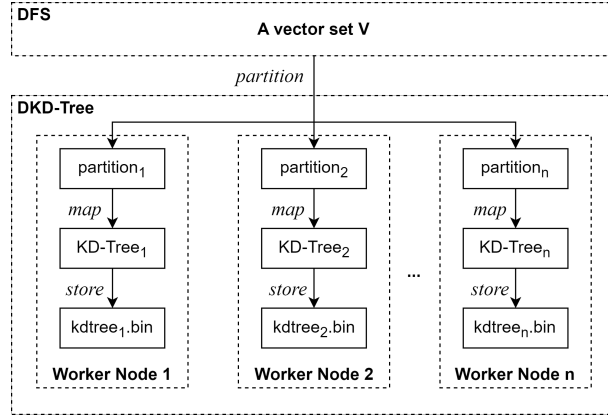 DFS
A vector set V
partition
DKD-Tree
partition₁ partition₂ partitionₙ
map map map
KD-Tree₁ KD-Tree₂ KD-Treeₙ
...
store store store
kdtree₁.bin kdtree₂.bin kdtreeₙ.bin
Worker Node 1 Worker Node 2 Worker Node n